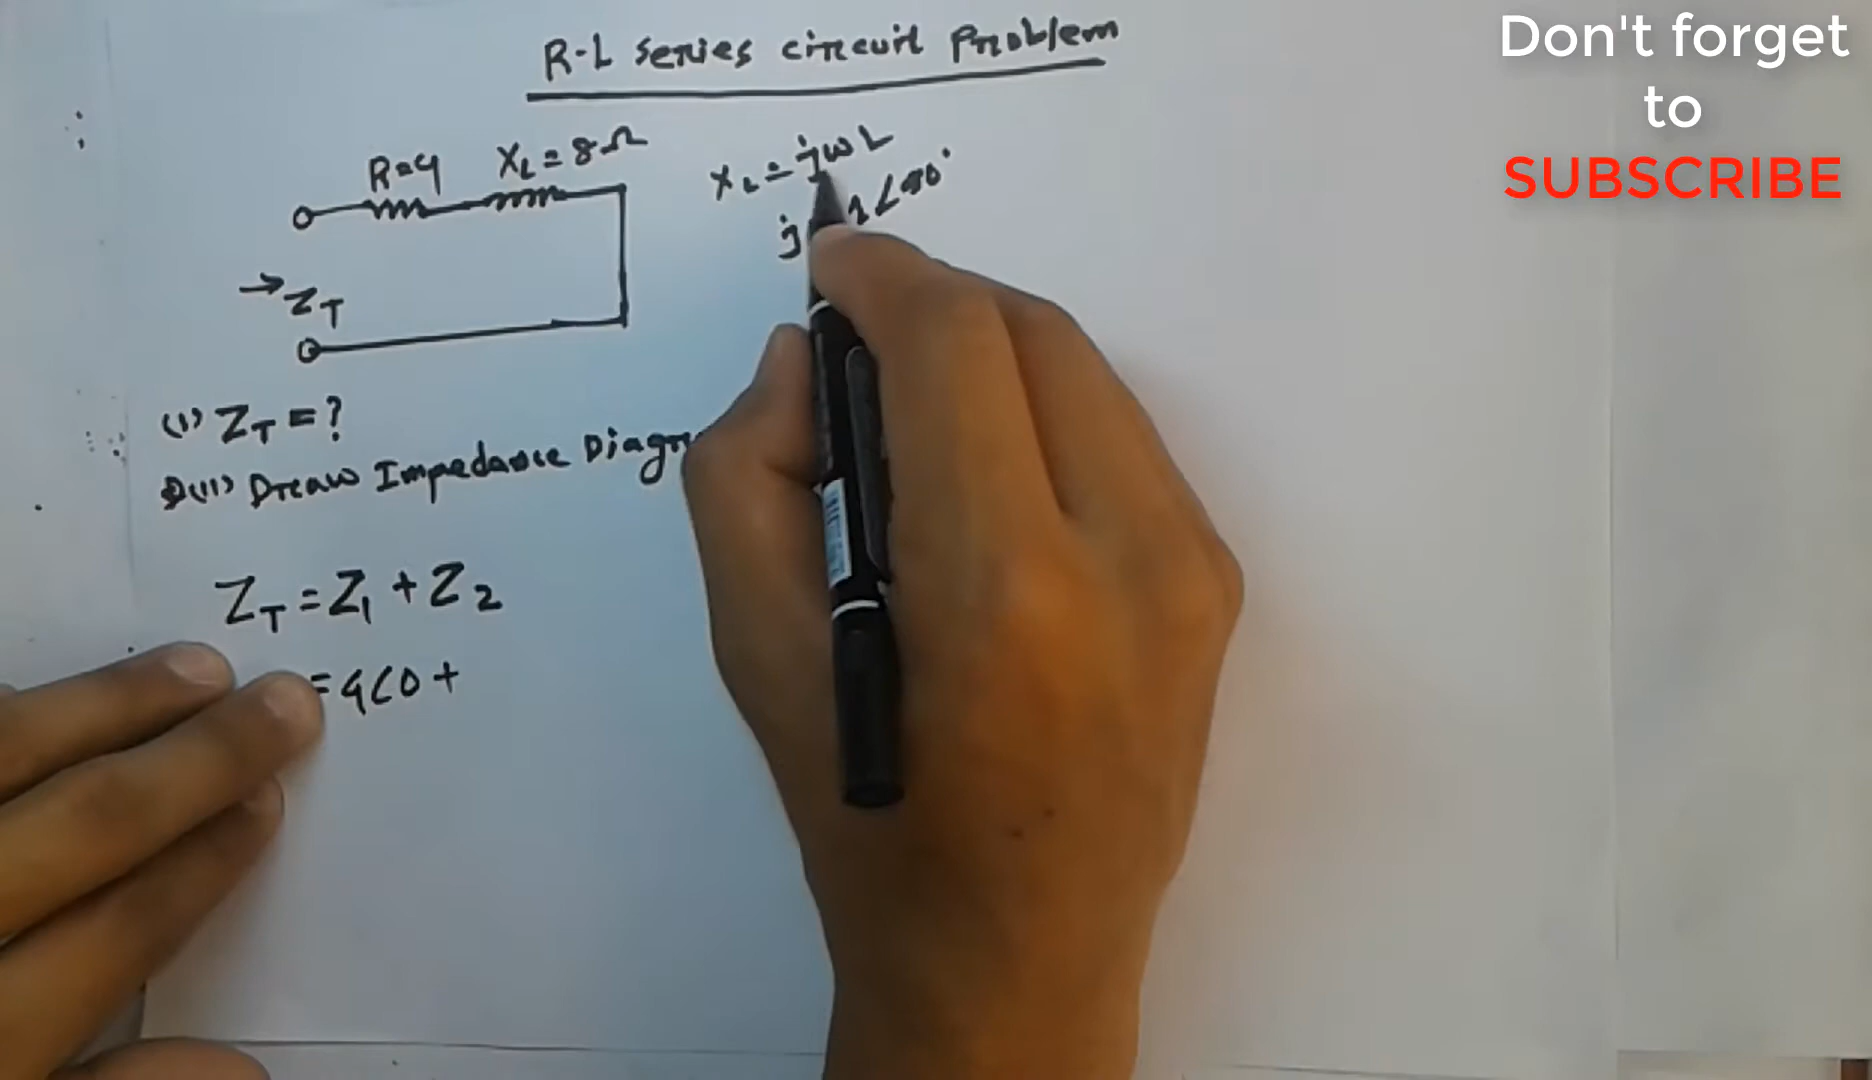 R-L series circuit Problem
Don't forget
to
SUBSCRIBE
R=4 XL = 8Ω
XL = jωL
j 1∠90°
→ZT
(i) ZT = ?
(ii) Draw Impedance
ZT = Z1 + Z2
= 4∠0 +